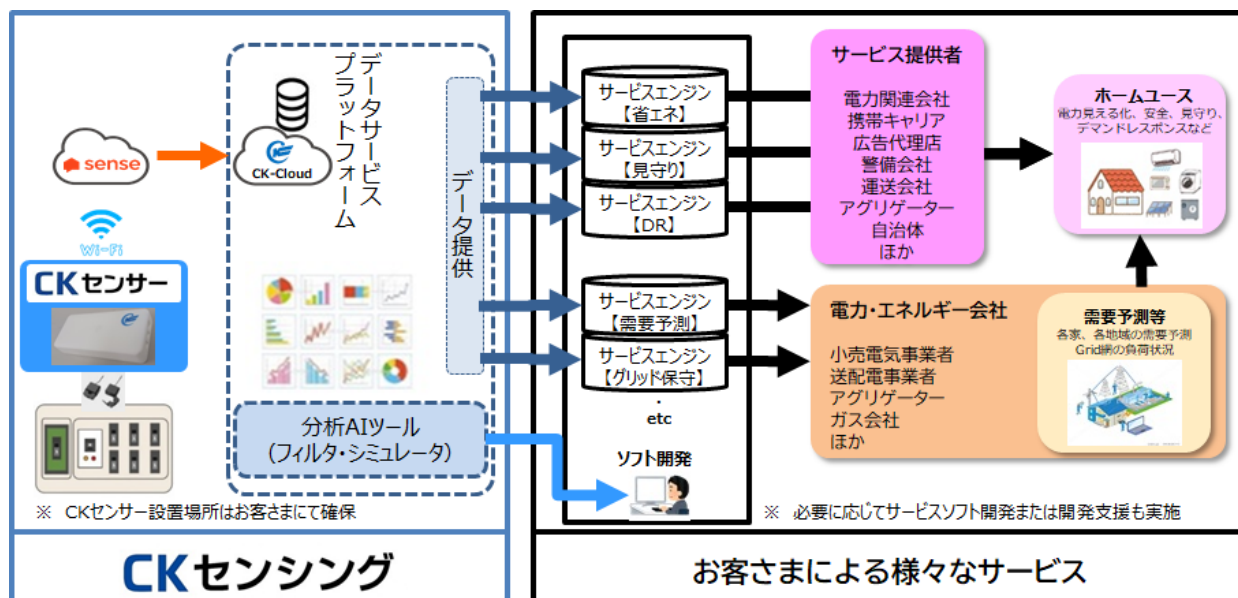 sense
Wi-Fi
CKセンサー
データサービス
プラットフォーム
CK-Cloud
データ提供
分析AIツール
(フィルタ・シミュレータ)
※ CKセンサー設置場所はお客さまにて確保
CKセンシング
サービスエンジン
【省エネ】
サービスエンジン
【見守り】
サービスエンジン
【DR】
サービスエンジン
【需要予測】
サービスエンジン
【グリッド保守】
・
etc
ソフト開発
サービス提供者
電力関連会社
携帯キャリア
広告代理店
警備会社
運送会社
アグリゲーター
自治体
ほか
ホームユース
電力見える化、安全、見守り、
デマンドレスポンスなど
電力・エネルギー会社
小売電気事業者
送配電事業者
アグリゲーター
ガス会社
ほか
需要予測等
各家、各地域の需要予測
Grid網の負荷状況
※ 必要に応じてサービスソフト開発または開発支援も実施
お客さまによる様々なサービス